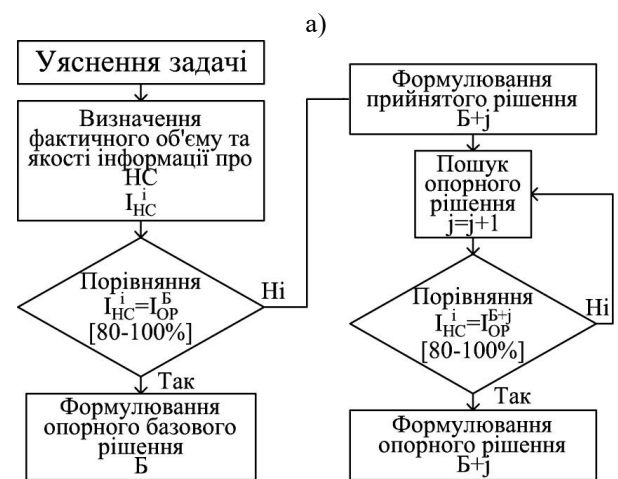 а)
Уяснення задачі
Визначення
фактичного об'єму та
якості інформації про
НС
I_НС^i
Порівняння
I_НС^i=I_ОР^Б
[80-100%]
Ні
Так
Формулювання
опорного базового
рішення
Б
Формулювання
прийнятого рішення
Б+j
Пошук
опорного
рішення
j=j+1
Порівняння
I_НС^i=I_ОР^Б+j
[80-100%]
Ні
Так
Формулювання
опорного рішення
Б+j